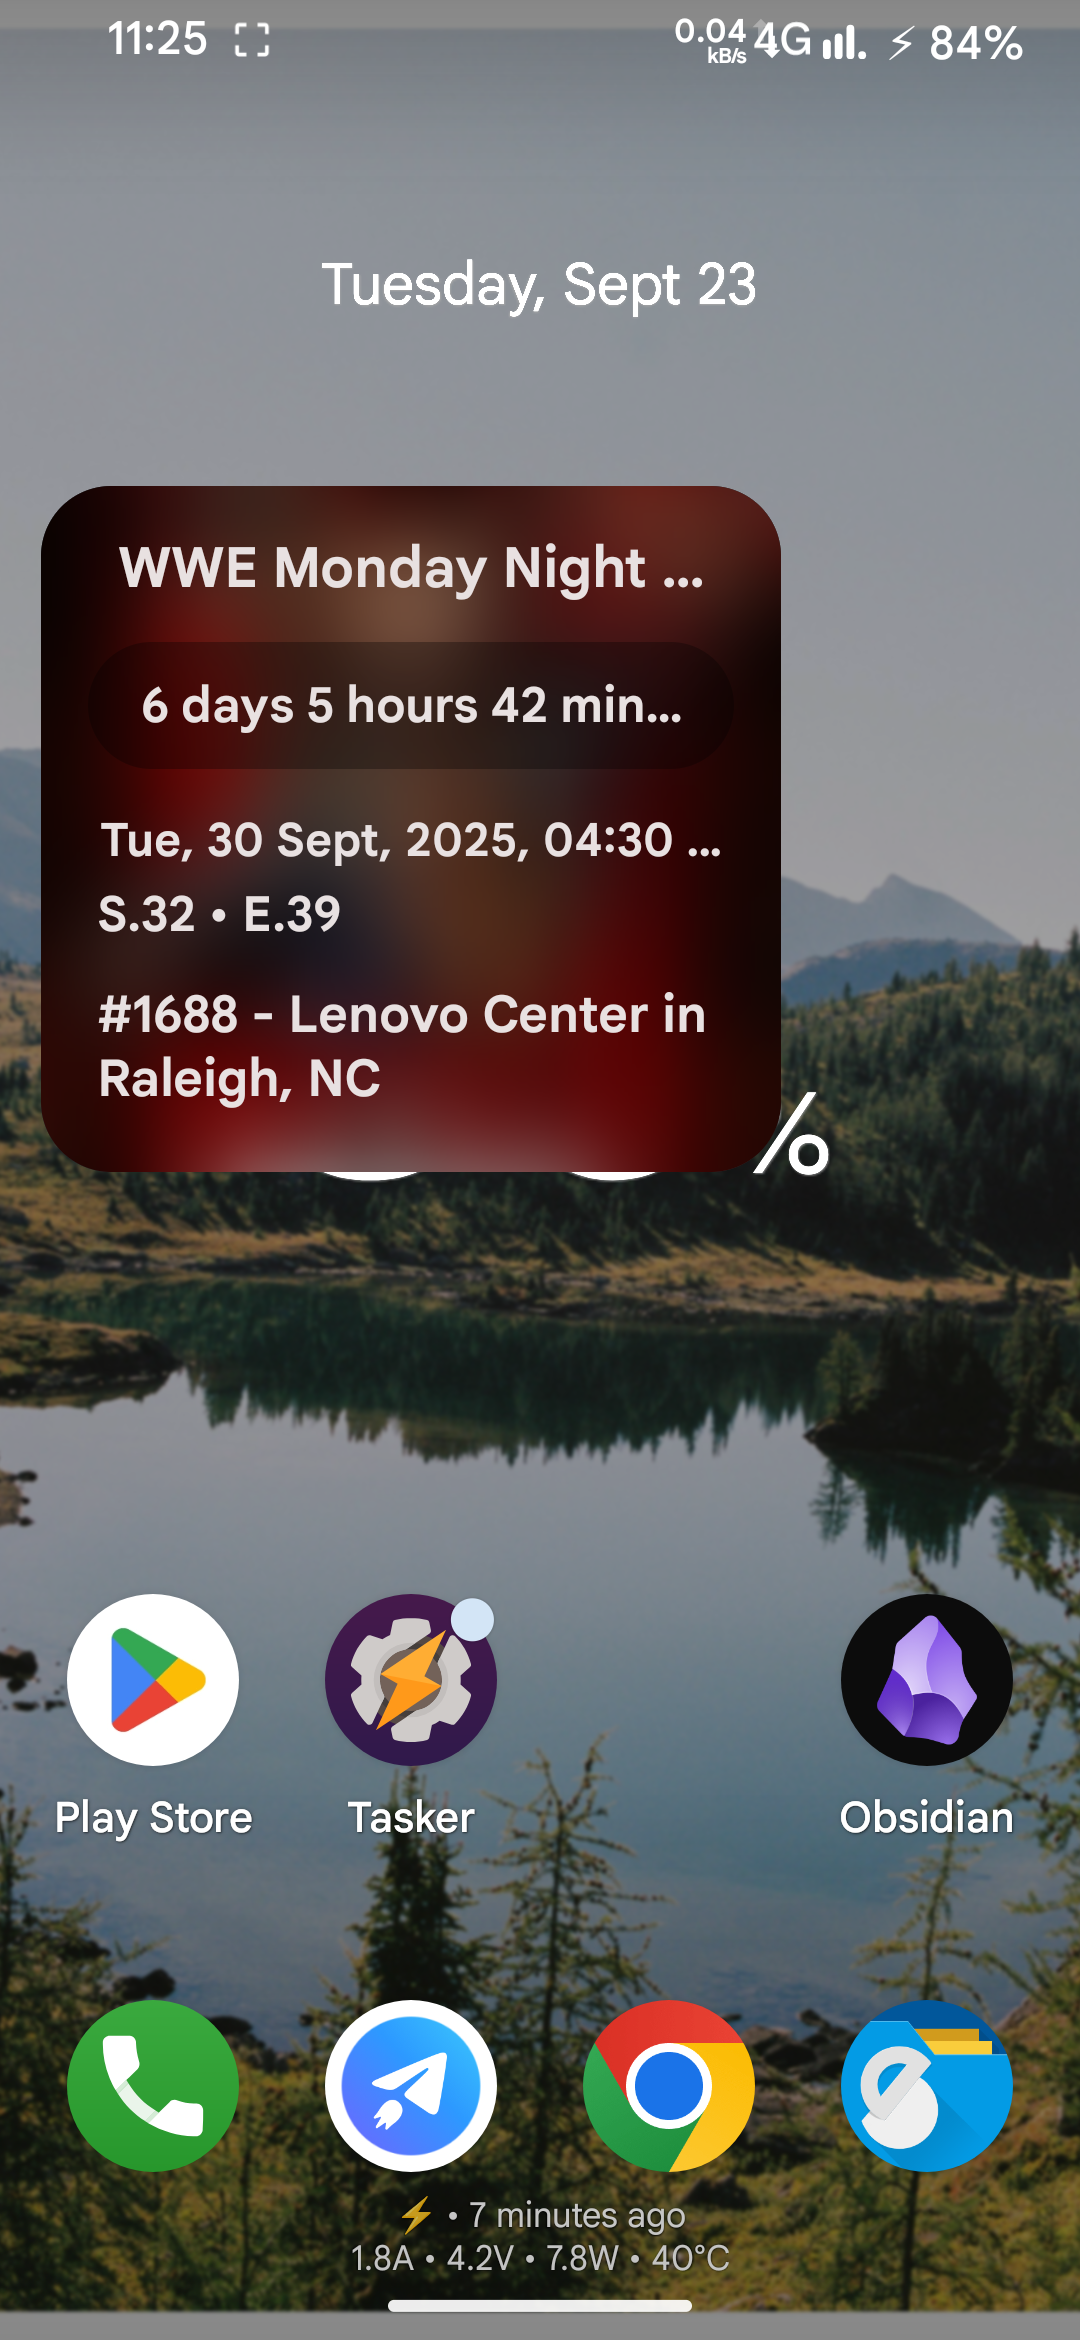 11:25
0.04 kB/s 4G ⚡ 84%
Tuesday, Sept 23
WWE Monday Night ...
6 days 5 hours 42 min...
Tue, 30 Sept, 2025, 04:30 ...
S.32 • E.39
#1688 - Lenovo Center in
Raleigh, NC
%
Play Store
Tasker
Obsidian
⚡ • 7 minutes ago
1.8A • 4.2V • 7.8W • 40°C